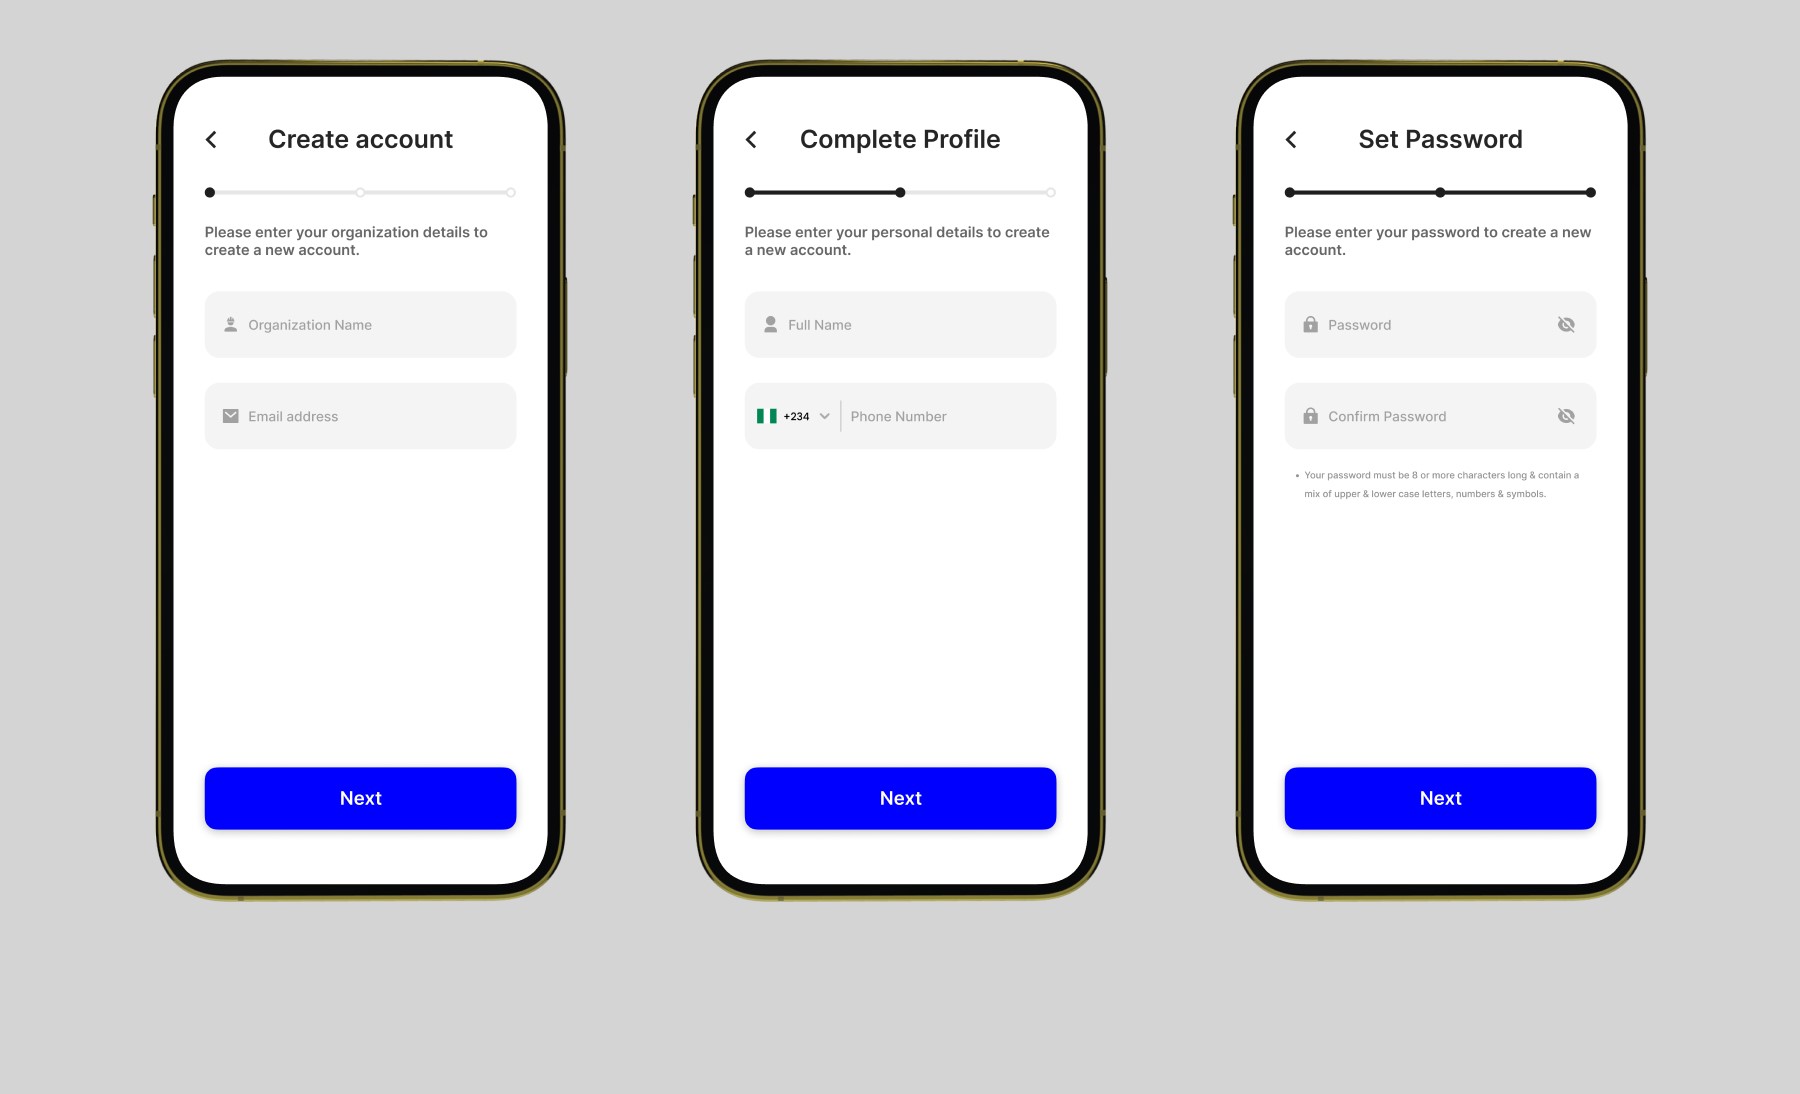 Create account
Please enter your organization details to
create a new account.
Organization Name
Email address
Next
Complete Profile
Please enter your personal details to create
a new account.
Full Name
+234
Phone Number
Next
Set Password
Please enter your password to create a new
account.
Password
Confirm Password
• Your password must be 8 or more characters long & contain a
mix of upper & lower case letters, numbers & symbols.
Next